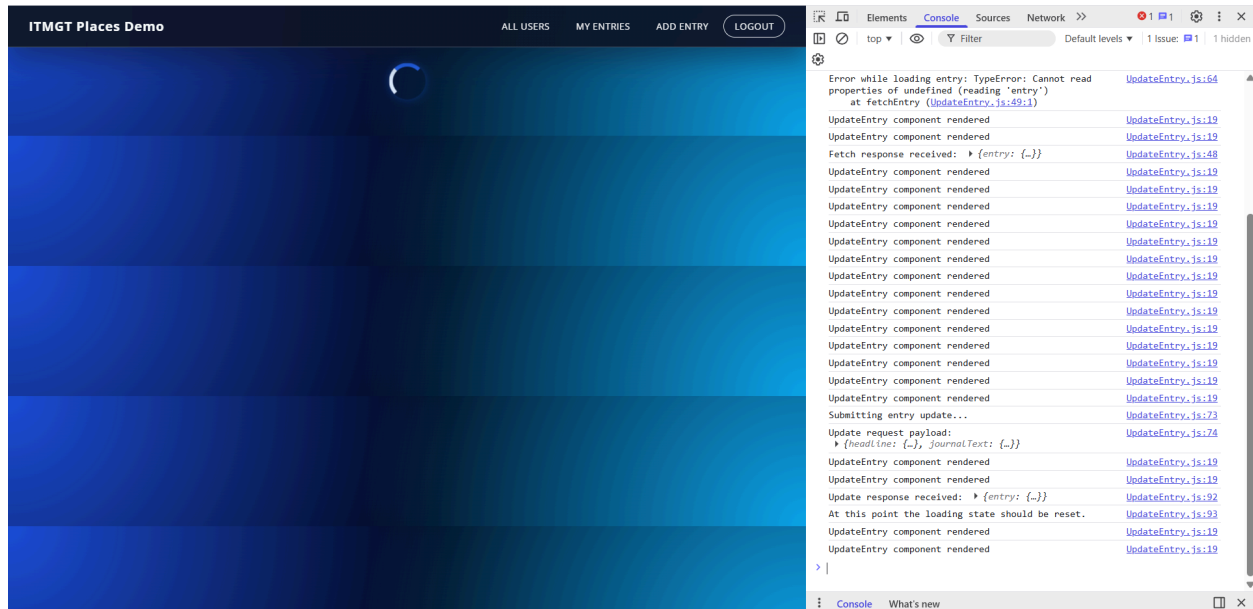 ITMGT Places Demo
ALL USERS
MY ENTRIES
ADD ENTRY
LOGOUT
Elements Console Sources Network
1 1
top Filter Default levels 1 Issue: 1 1 hidden
Error while loading entry: TypeError: Cannot read UpdateEntry.js:64
properties of undefined (reading 'entry')
at fetchEntry (UpdateEntry.js:49:1)
UpdateEntry component rendered UpdateEntry.js:19
UpdateEntry component rendered UpdateEntry.js:19
Fetch response received: {entry: {…}} UpdateEntry.js:48
UpdateEntry component rendered UpdateEntry.js:19
UpdateEntry component rendered UpdateEntry.js:19
UpdateEntry component rendered UpdateEntry.js:19
UpdateEntry component rendered UpdateEntry.js:19
UpdateEntry component rendered UpdateEntry.js:19
UpdateEntry component rendered UpdateEntry.js:19
UpdateEntry component rendered UpdateEntry.js:19
UpdateEntry component rendered UpdateEntry.js:19
UpdateEntry component rendered UpdateEntry.js:19
UpdateEntry component rendered UpdateEntry.js:19
UpdateEntry component rendered UpdateEntry.js:19
UpdateEntry component rendered UpdateEntry.js:19
UpdateEntry component rendered UpdateEntry.js:19
UpdateEntry component rendered UpdateEntry.js:19
Submitting entry update... UpdateEntry.js:73
Update request payload: UpdateEntry.js:74
{headline: {…}, journalText: {…}}
UpdateEntry component rendered UpdateEntry.js:19
UpdateEntry component rendered UpdateEntry.js:19
Update response received: {entry: {…}} UpdateEntry.js:92
At this point the loading state should be reset. UpdateEntry.js:93
UpdateEntry component rendered UpdateEntry.js:19
UpdateEntry component rendered UpdateEntry.js:19
Console What's new